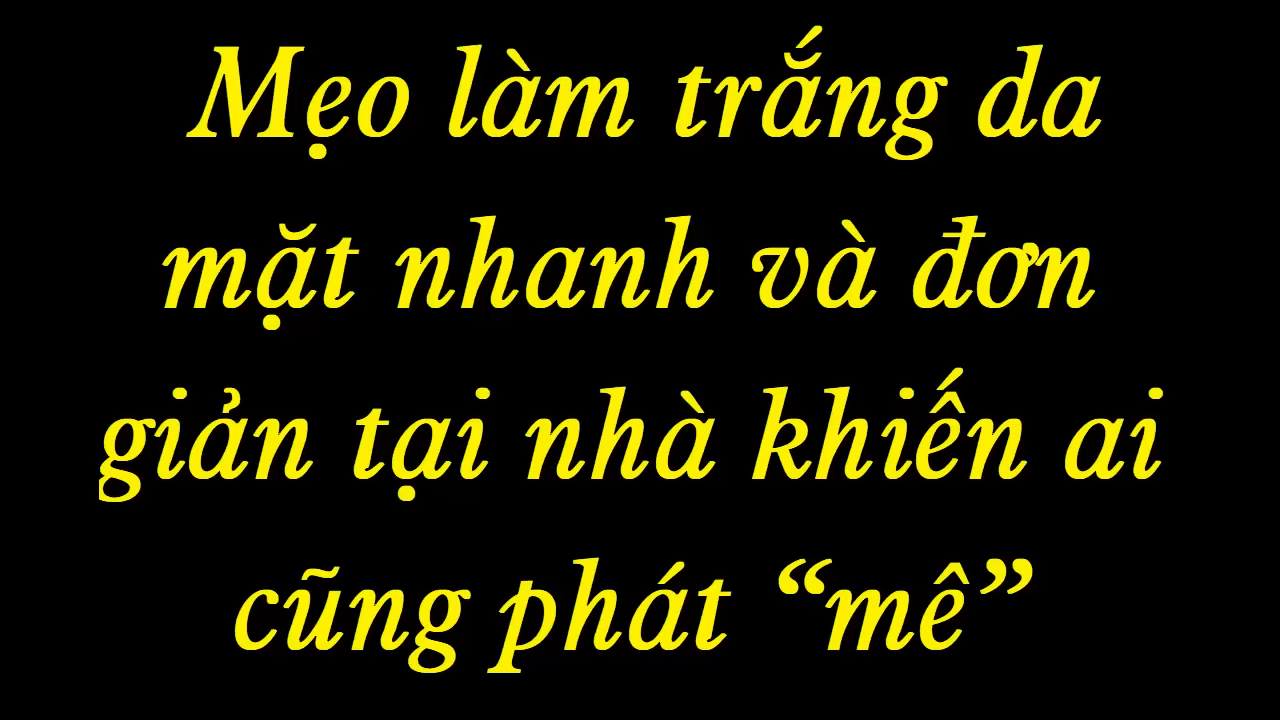 Mẹo làm trắng da
mặt nhanh và đơn
giản tại nhà khiến ai
cũng phát “mê”